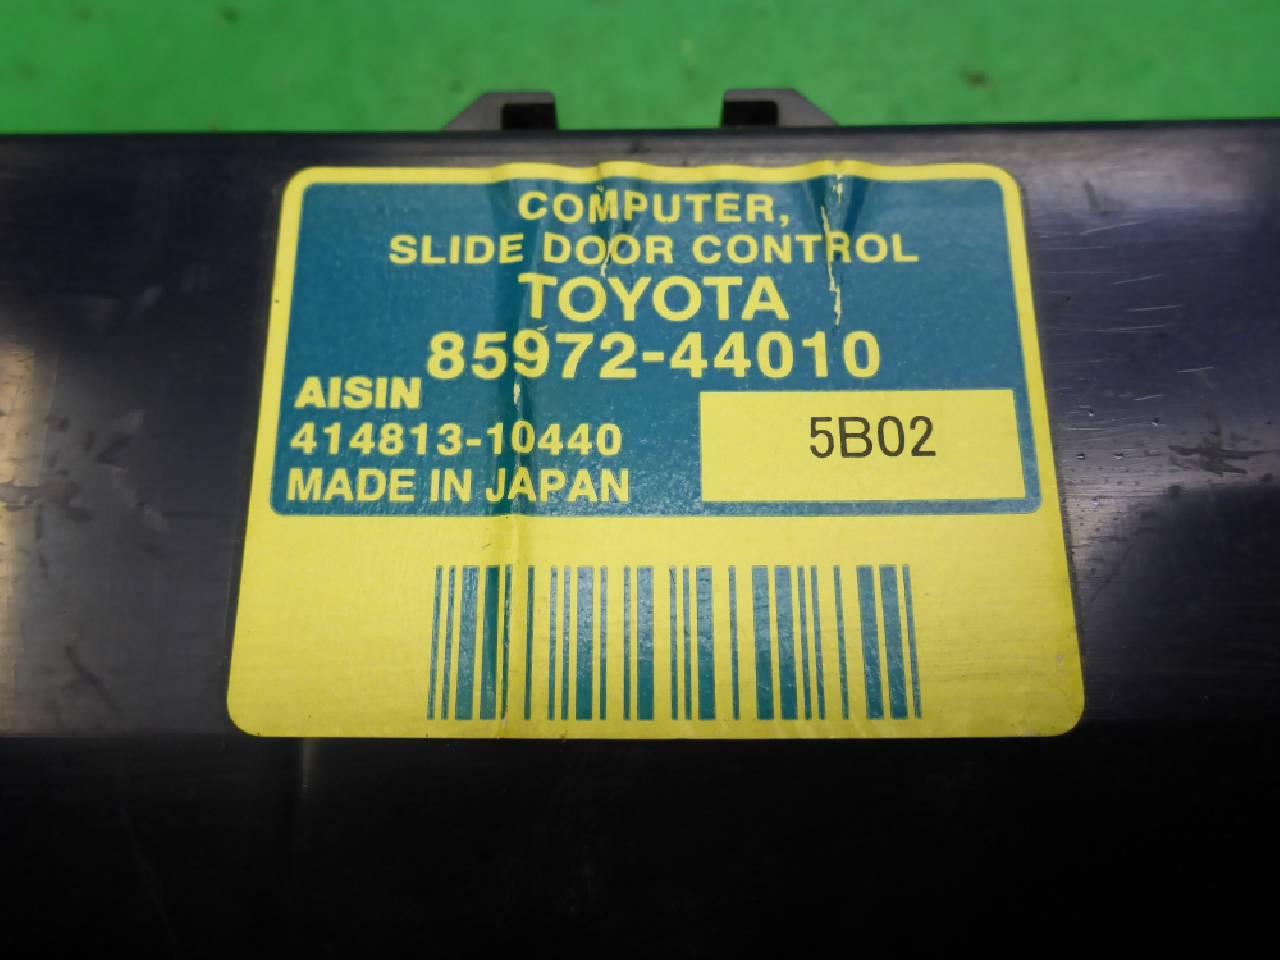 COMPUTER,
SLIDE DOOR CONTROL
TOYOTA
85972-44010
AISIN
414813-10440
MADE IN JAPAN
5B02